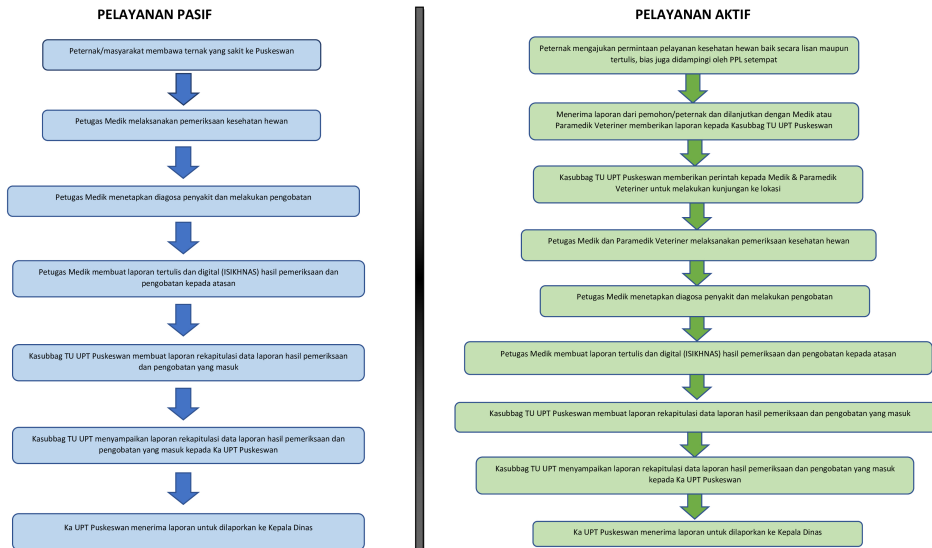 PELAYANAN PASIF
Peternak/masyarakat membawa ternak yang sakit ke Puskeswan
Petugas Medik melaksanakan pemeriksaan kesehatan hewan
Petugas Medik menetapkan diagosa penyakit dan melakukan pengobatan
Petugas Medik membuat laporan tertulis dan digital (ISIKHNAS) hasil pemeriksaan dan
pengobatan kepada atasan
Kasubbag TU UPT Puskeswan membuat laporan rekapitulasi data laporan hasil pemeriksaan
dan pengobatan yang masuk
Kasubbag TU UPT menyampaikan laporan rekapitulasi data laporan hasil pemeriksaan dan
pengobatan yang masuk kepada Ka UPT Puskeswan
Ka UPT Puskeswan menerima laporan untuk dilaporkan ke Kepala Dinas
PELAYANAN AKTIF
Peternak mengajukan permintaan pelayanan kesehatan hewan baik secara lisan maupun
tertulis, bias juga didampingi oleh PPL setempat
Menerima laporan dari pemohon/peternak dan dilanjutkan dengan Medik atau
Paramedik Veteriner memberikan laporan kepada Kasubbag TU UPT Puskeswan
Kasubbag TU UPT Puskeswan memberikan perintah kepada Medik & Paramedik
Veteriner untuk melakukan kunjungan ke lokasi
Petugas Medik dan Paramedik Veteriner melaksanakan pemeriksaan kesehatan hewan
Petugas Medik menetapkan diagosa penyakit dan melakukan pengobatan
Petugas Medik membuat laporan tertulis dan digital (ISIKHNAS) hasil pemeriksaan dan pengobatan kepada atasan
Kasubbag TU UPT Puskeswan membuat laporan rekapitulasi data laporan hasil pemeriksaan dan pengobatan yang masuk
Kasubbag TU UPT menyampaikan laporan rekapitulasi data laporan hasil pemeriksaan dan pengobatan yang masuk
kepada Ka UPT Puskeswan
Ka UPT Puskeswan menerima laporan untuk dilaporkan ke Kepala Dinas